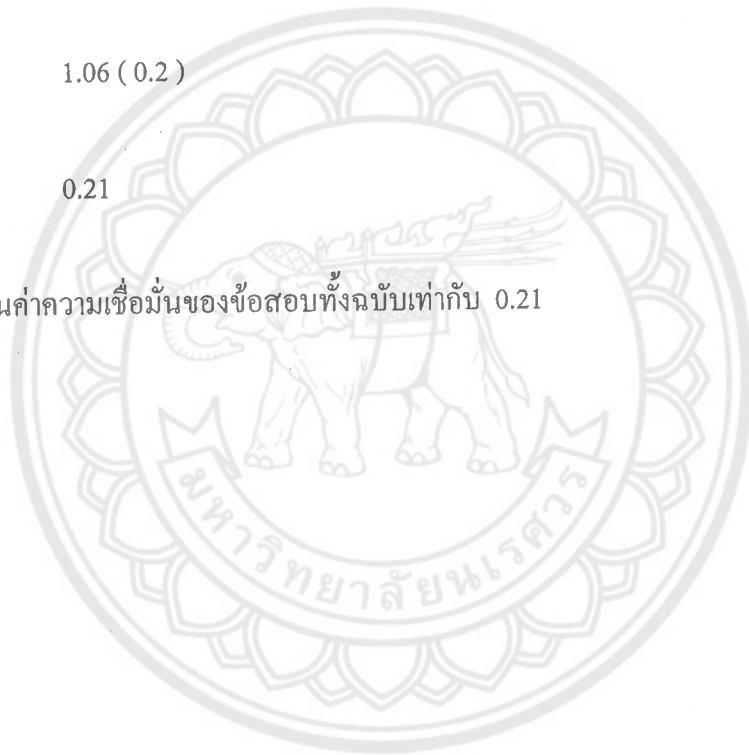 1.06 ( 0.2 )
0.21
นค่าความเชื่อมั่นของข้อสอบทั้งฉบับเท่ากับ 0.21
มหาวิทยาลัยนเรศวร